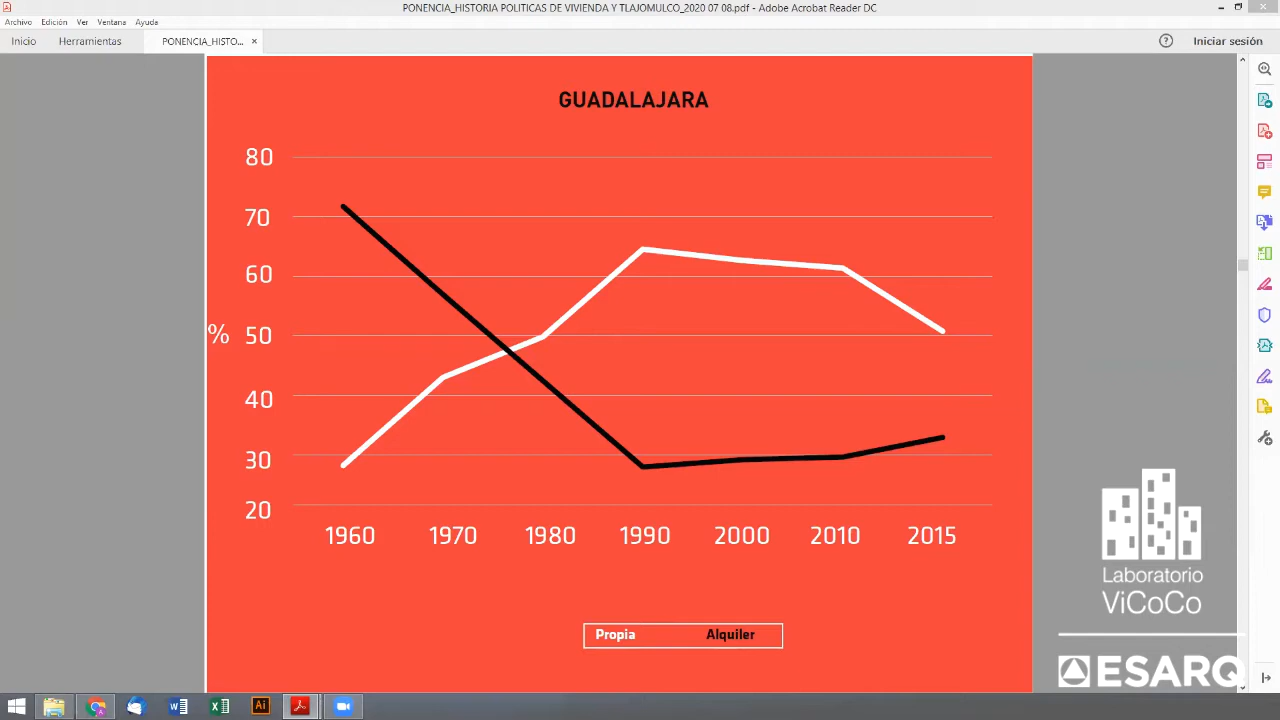 PONENCIA_HISTORIA POLITICAS DE VIVIENDA Y TLAJOMULCO_2020 07 08.pdf - Adobe Acrobat Reader DC
Archivo Edición Ver Ventana Ayuda
Inicio Herramientas PONENCIA_HISTO... × Iniciar sesión
GUADALAJARA
80
70
60
% 50
40
30
20
1960 1970 1980 1990 2000 2010 2015
Propia Alquiler
Laboratorio
ViCoCo
ESARQ